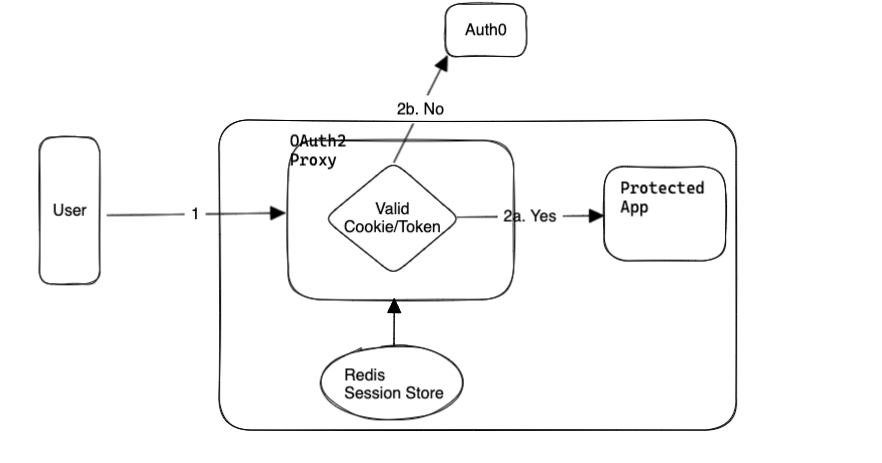 Auth0
2b. No
OAuth2
Proxy
User
1
Valid
Cookie/Token
2a. Yes
Protected
App
Redis
Session Store